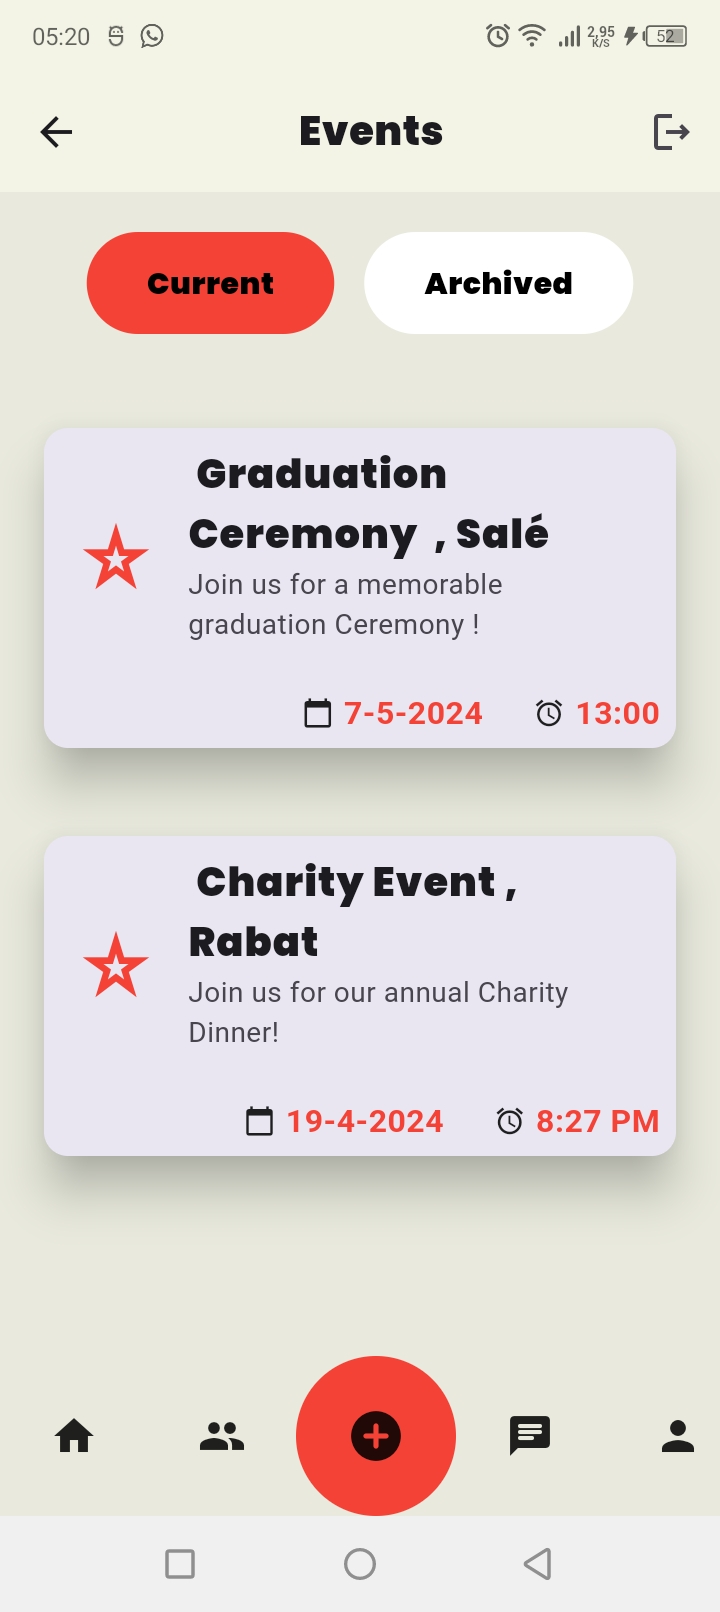 05:20 2,95 K/S 52
Events
Current Archived
Graduation
Ceremony , Salé
Join us for a memorable
graduation Ceremony !
7-5-2024 13:00
Charity Event ,
Rabat
Join us for our annual Charity
Dinner!
19-4-2024 8:27 PM